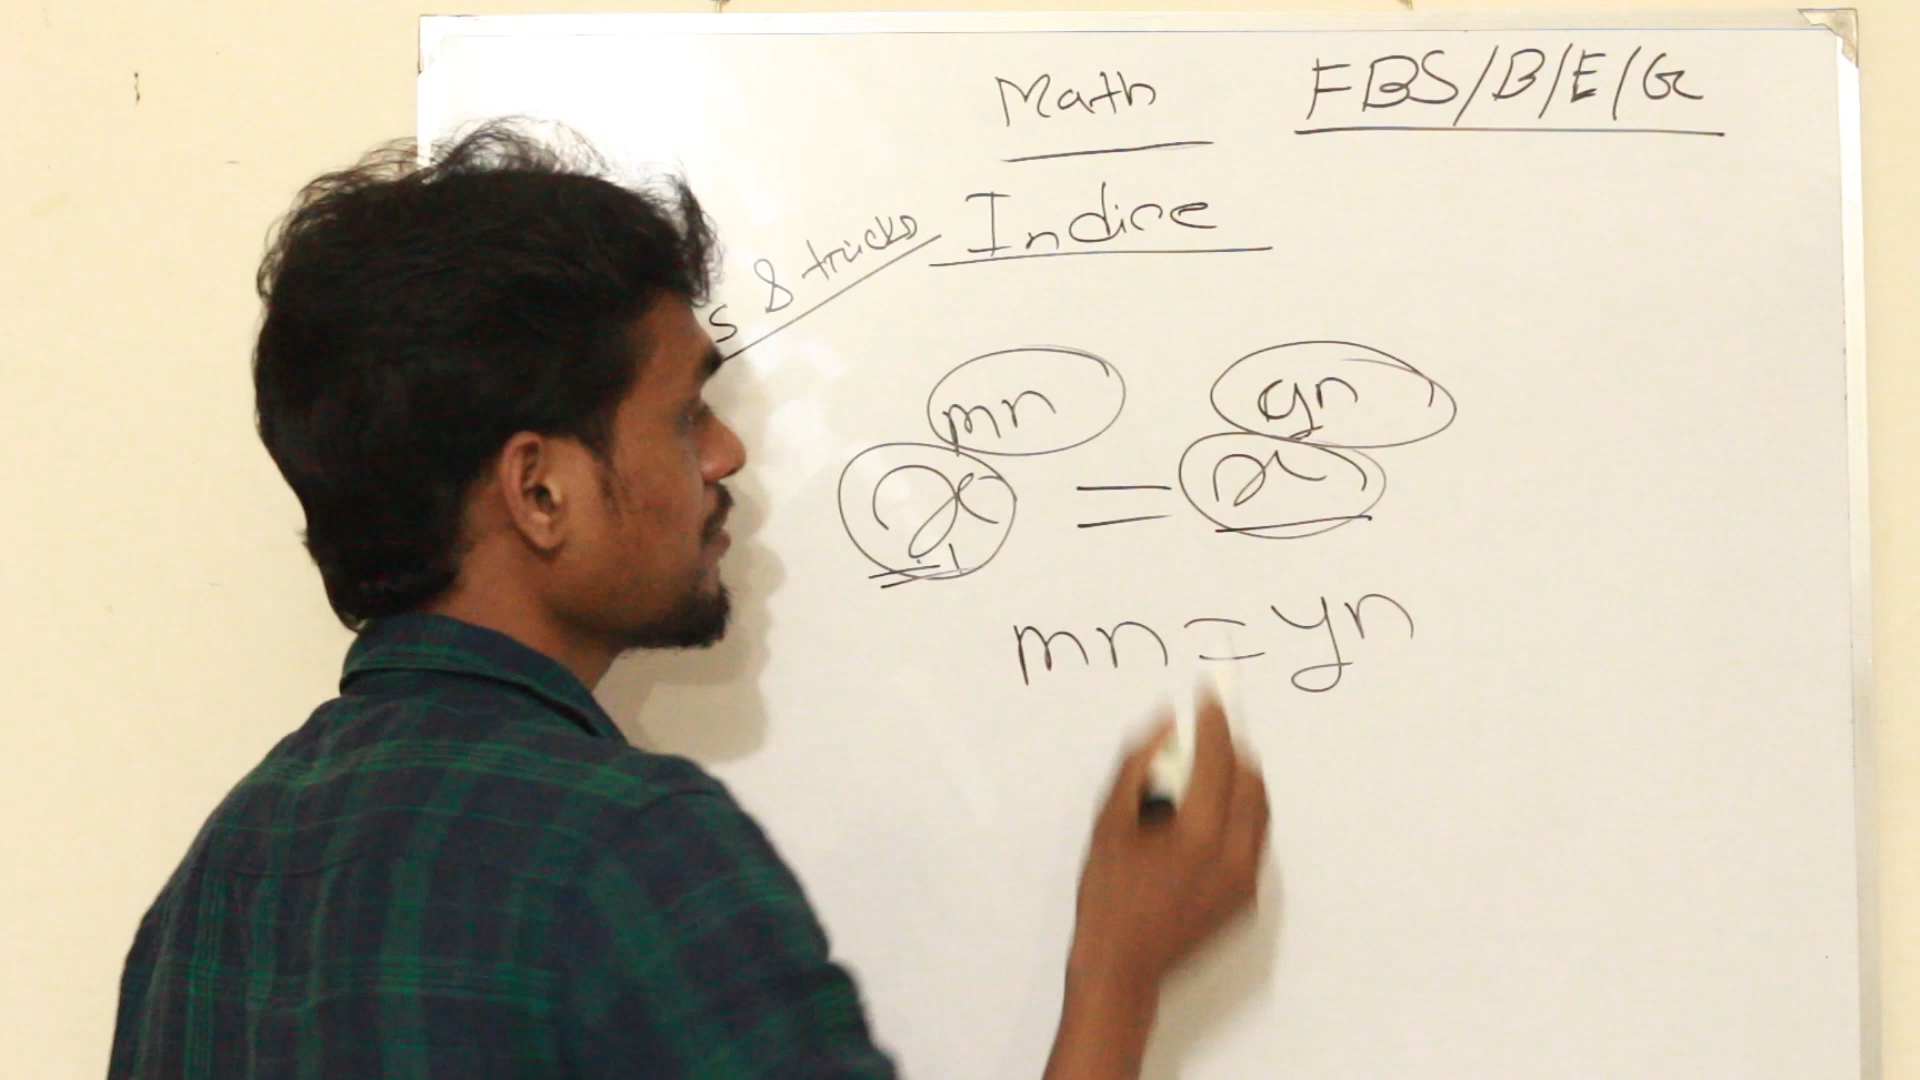 Math FBS/B/E/G
Indice
s & tricks
x^mn = x^yn
mn = yn